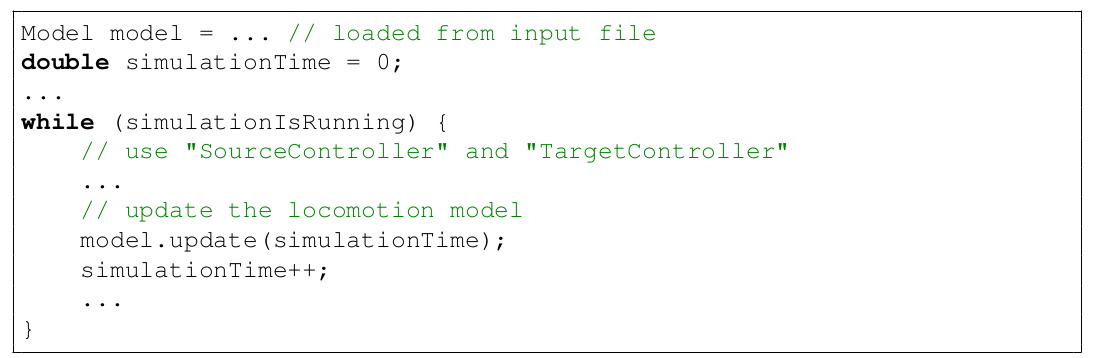 Model model = ... // loaded from input file
double simulationTime = 0;
...
while (simulationIsRunning) {
    // use "SourceController" and "TargetController"
    ...
    // update the locomotion model
    model.update(simulationTime);
    simulationTime++;
    ...
}